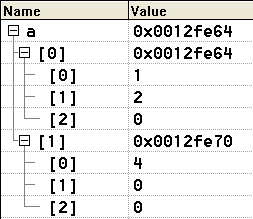 Name Value
a 0x0012fe64
[0] 0x0012fe64
[0] 1
[1] 2
[2] 0
[1] 0x0012fe70
[0] 4
[1] 0
[2] 0